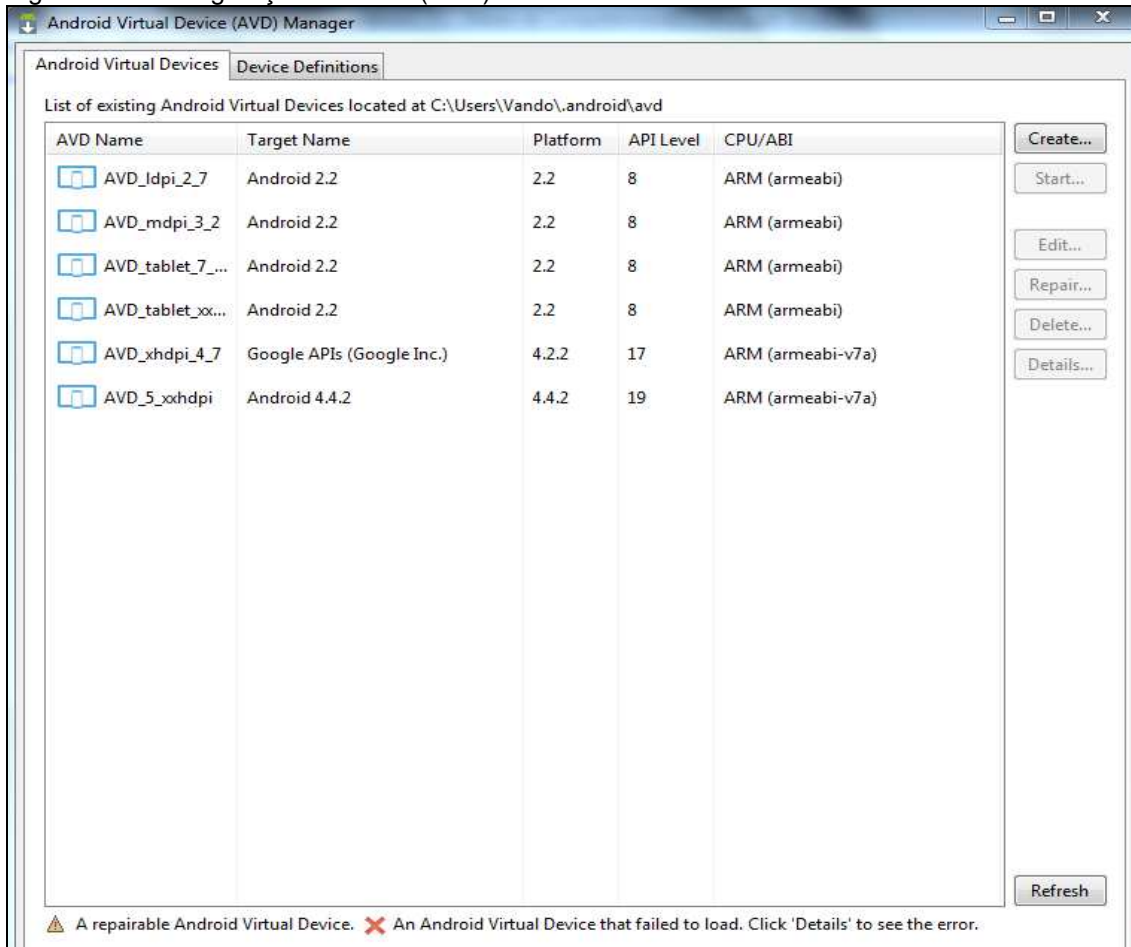 Android Virtual Device (AVD) Manager
Android Virtual Devices Device Definitions
List of existing Android Virtual Devices located at C:\Users\Vando\.android\avd
AVD Name Target Name Platform API Level CPU/ABI
AVD_ldpi_2_7 Android 2.2 2.2 8 ARM (armeabi)
AVD_mdpi_3_2 Android 2.2 2.2 8 ARM (armeabi)
AVD_tablet_7_... Android 2.2 2.2 8 ARM (armeabi)
AVD_tablet_xx... Android 2.2 2.2 8 ARM (armeabi)
AVD_xhdpi_4_7 Google APIs (Google Inc.) 4.2.2 17 ARM (armeabi-v7a)
AVD_5_xxhdpi Android 4.4.2 4.4.2 19 ARM (armeabi-v7a)
Create...
Start...
Edit...
Repair...
Delete...
Details...
Refresh
A repairable Android Virtual Device. An Android Virtual Device that failed to load. Click 'Details' to see the error.